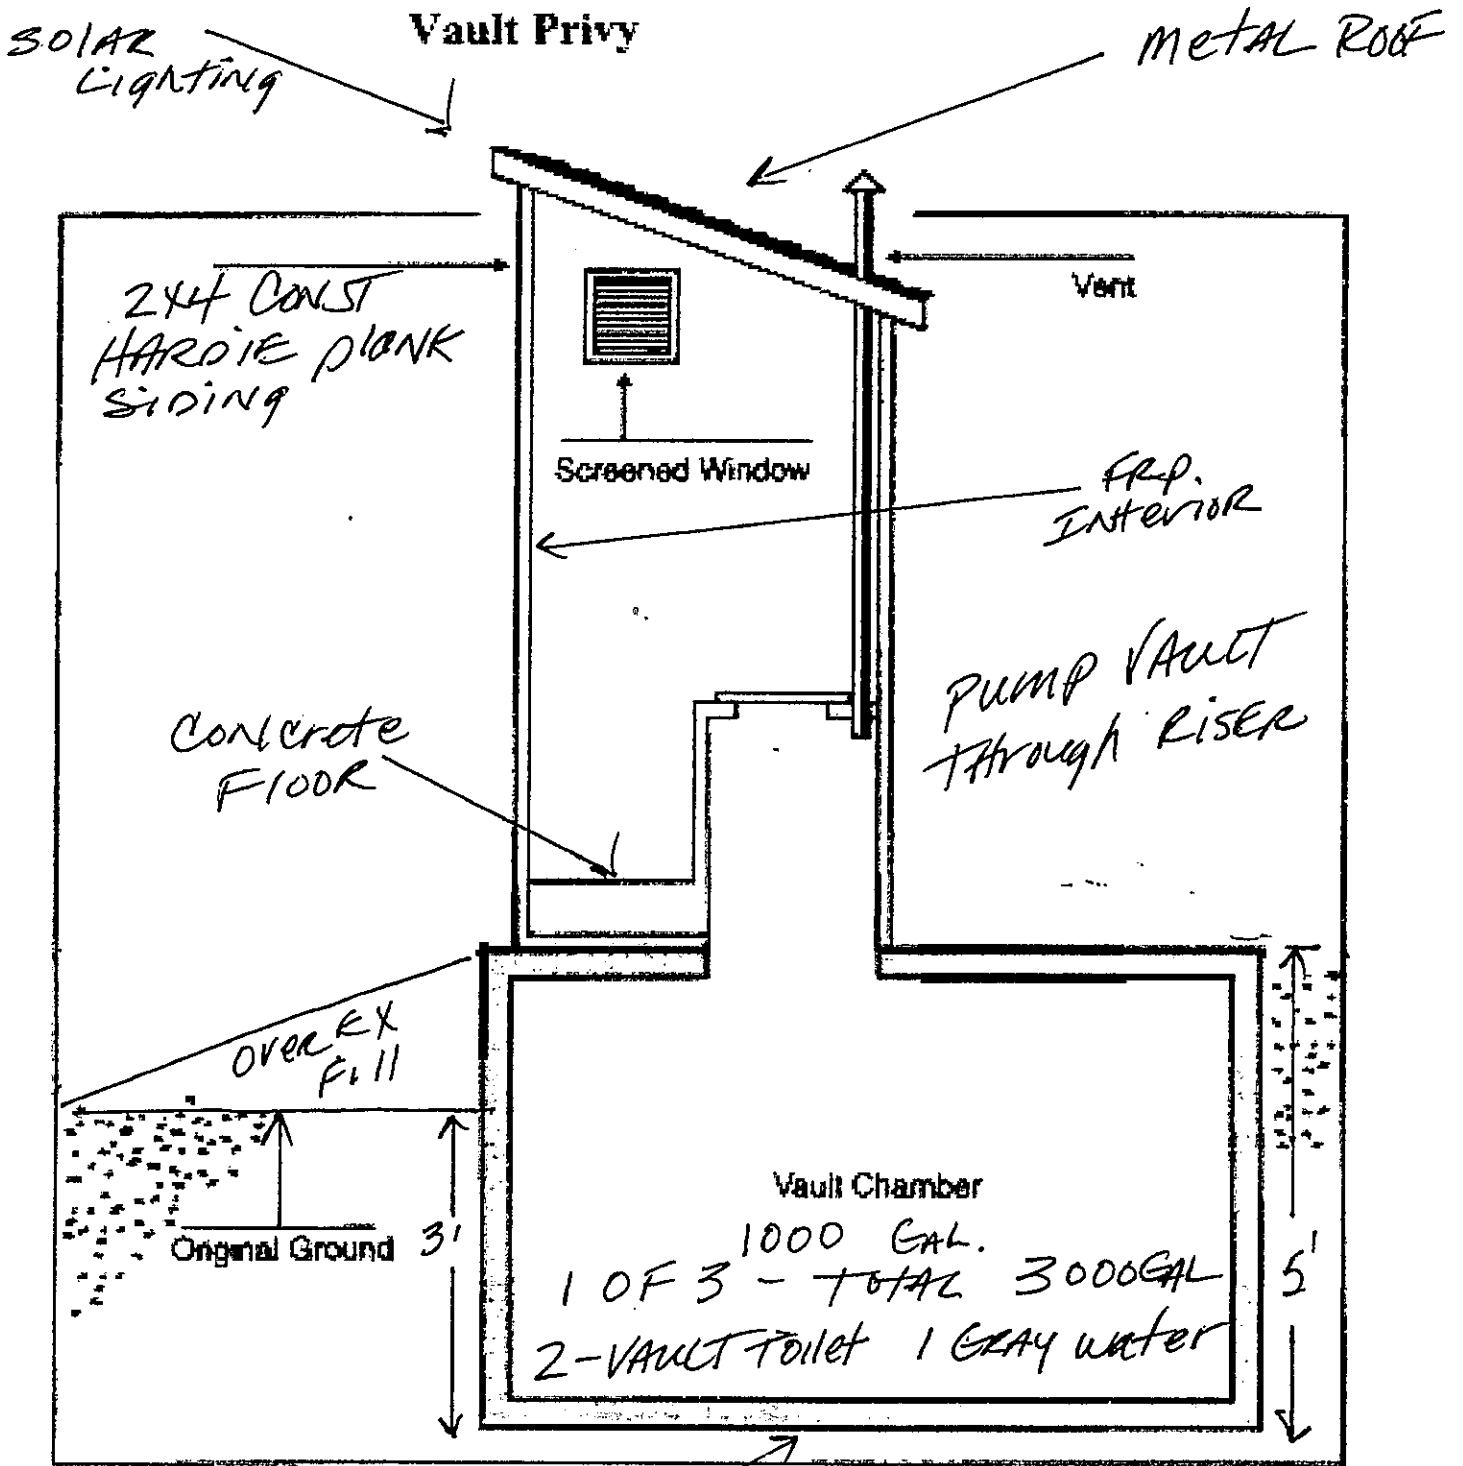 Vault Privy
SOLAR
Lighting
METAL ROOF
Vent
2X4 CONST
HARDIE PLANK
SIDING
Screened Window
FRP.
INTERIOR
PUMP VAULT
THrough RISER
Concrete
FLOOR
OVER EX
Fill
Original Ground
3'
Vault Chamber
1000 GAL.
1 OF 3 - TOTAL 3000GAL
2-VAULT Toilet 1 GRAY water
5'